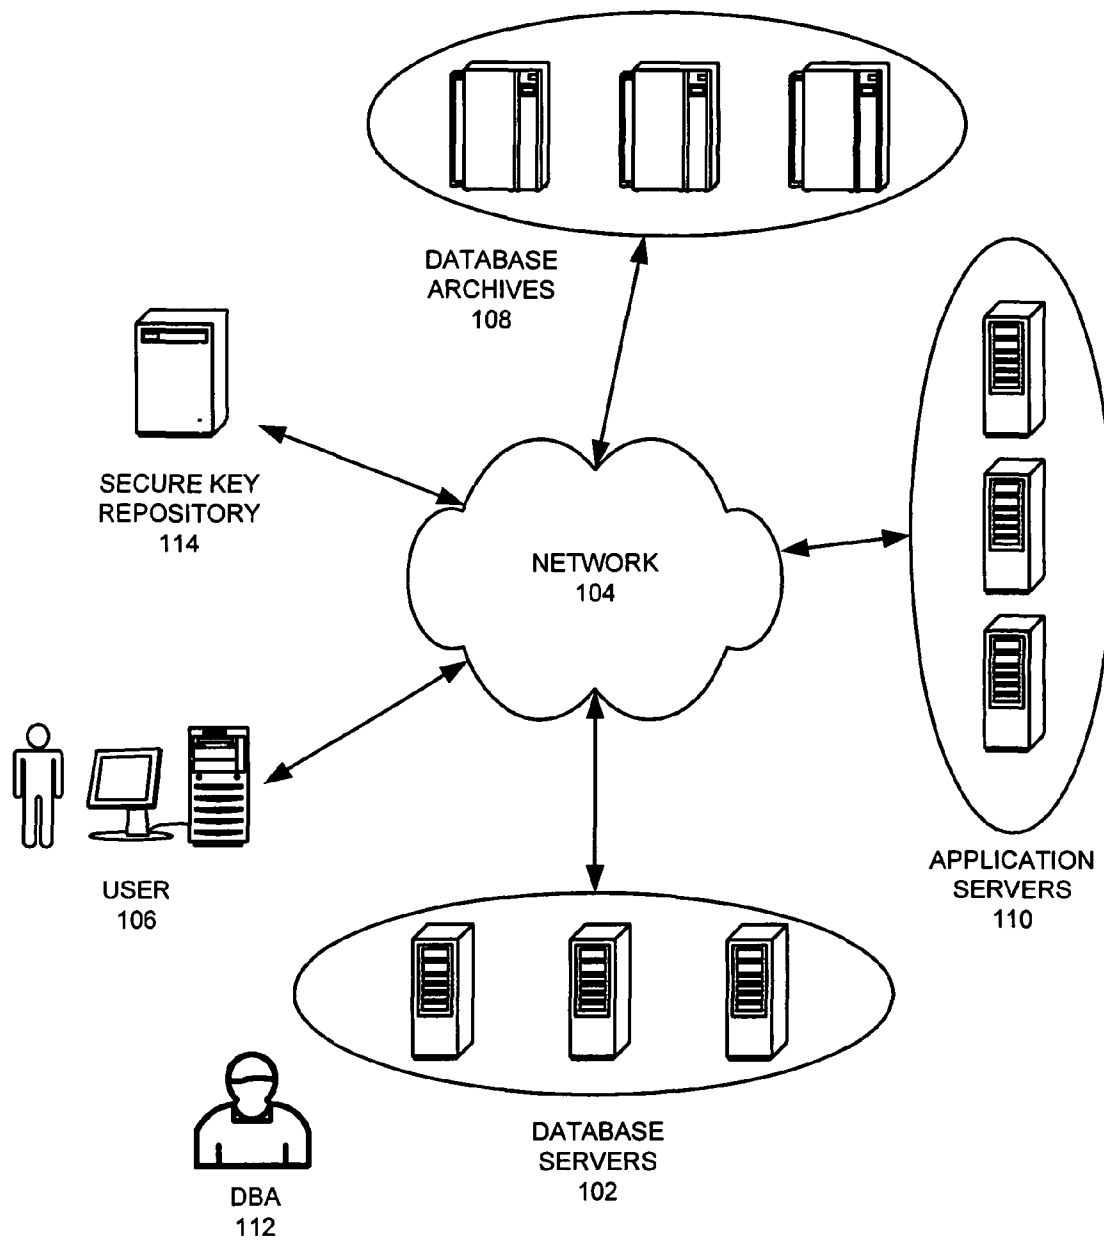 DATABASE
ARCHIVES
108
SECURE KEY
REPOSITORY
114
NETWORK
104
USER
106
APPLICATION
SERVERS
110
DATABASE
SERVERS
102
DBA
112